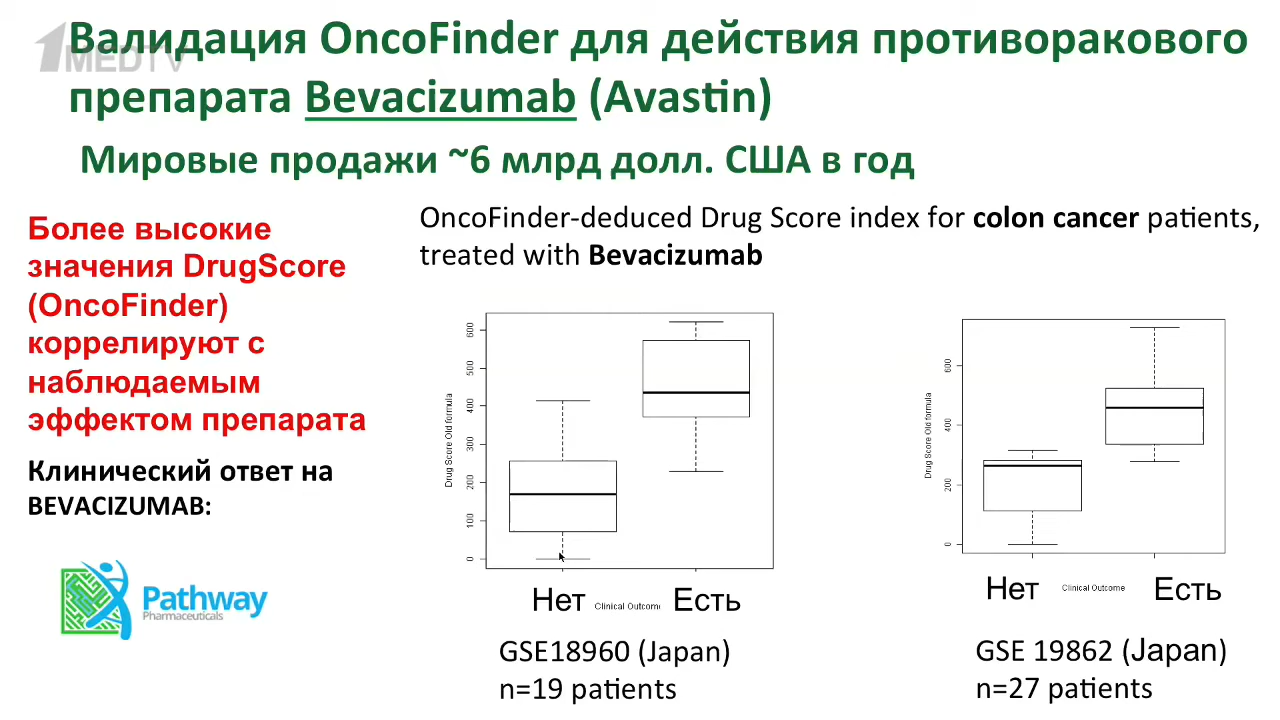 Валидация OncoFinder для действия противоракового
1MEDTV
препарата Bevacizumab (Avastin)
Мировые продажи ~6 млрд долл. США в год
Более высокие
значения DrugScore
(OncoFinder)
коррелируют с
наблюдаемым
эффектом препарата
Клинический ответ на
BEVACIZUMAB:
Pathway
Pharmaceuticals
OncoFinder-deduced Drug Score index for colon cancer patients,
treated with Bevacizumab
Drug Score Old formula
600
500
400
300
200
100
0
Нет Clinical Outcome Есть
GSE18960 (Japan)
n=19 patients
Drug Score Old formula
600
400
200
0
Нет Clinical Outcome Есть
GSE 19862 (Japan)
n=27 patients